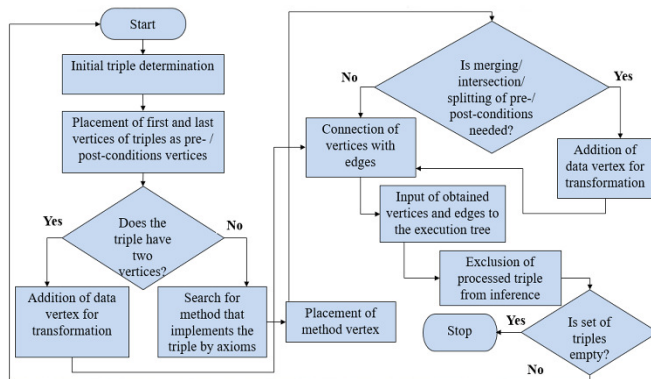 Start
Initial triple determination
Placement of first and last
vertices of triples as pre- /
post-conditions vertices
Yes
Does the
triple have
two
vertices?
No
Addition of data
vertex for
transformation
Search for
method that
implements the
triple by axioms
Placement of
method vertex
Is merging/
intersection/
splitting of pre-/
post-conditions
needed?
No
Yes
Connection of
vertices with
edges
Addition of
data vertex for
transformation
Input of obtained
vertices and edges to
the execution tree
Exclusion of
processed triple
from inference
Stop
Yes
Is set of
triples
empty?
No